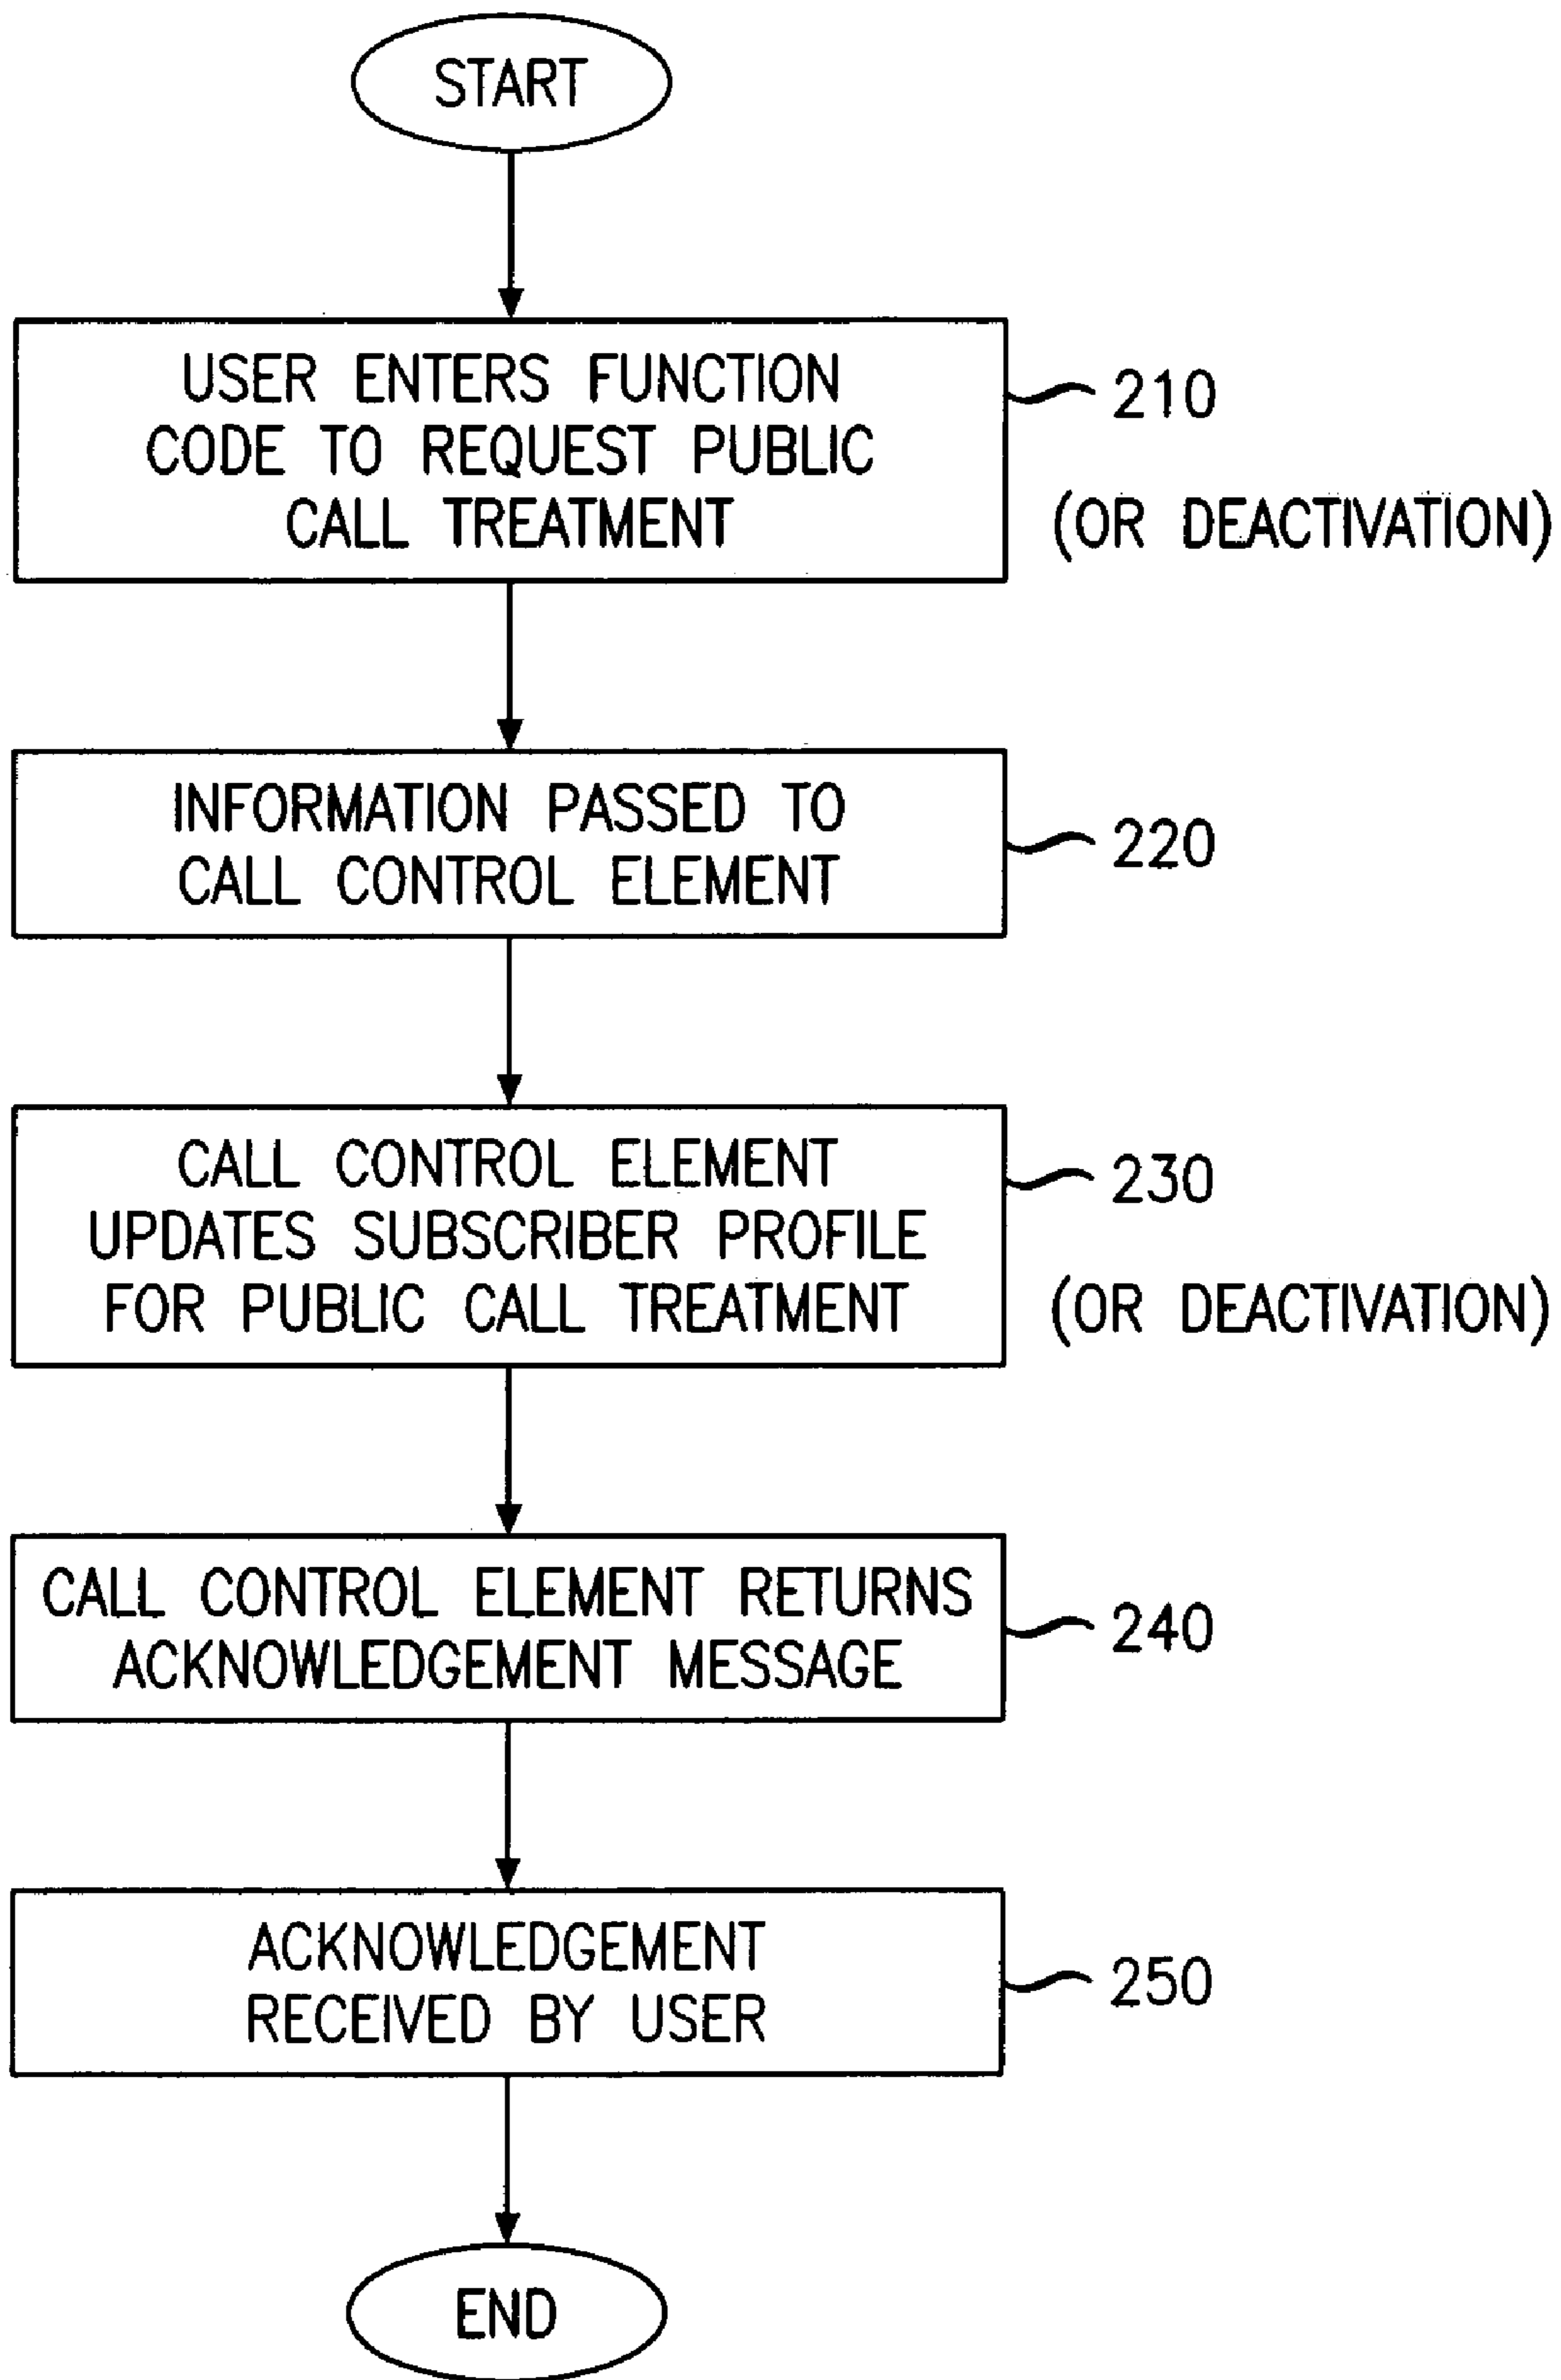 START
USER ENTERS FUNCTION
CODE TO REQUEST PUBLIC
CALL TREATMENT
210
(OR DEACTIVATION)
INFORMATION PASSED TO
CALL CONTROL ELEMENT
220
CALL CONTROL ELEMENT
UPDATES SUBSCRIBER PROFILE
FOR PUBLIC CALL TREATMENT
230
(OR DEACTIVATION)
CALL CONTROL ELEMENT RETURNS
ACKNOWLEDGEMENT MESSAGE
240
ACKNOWLEDGEMENT
RECEIVED BY USER
250
END